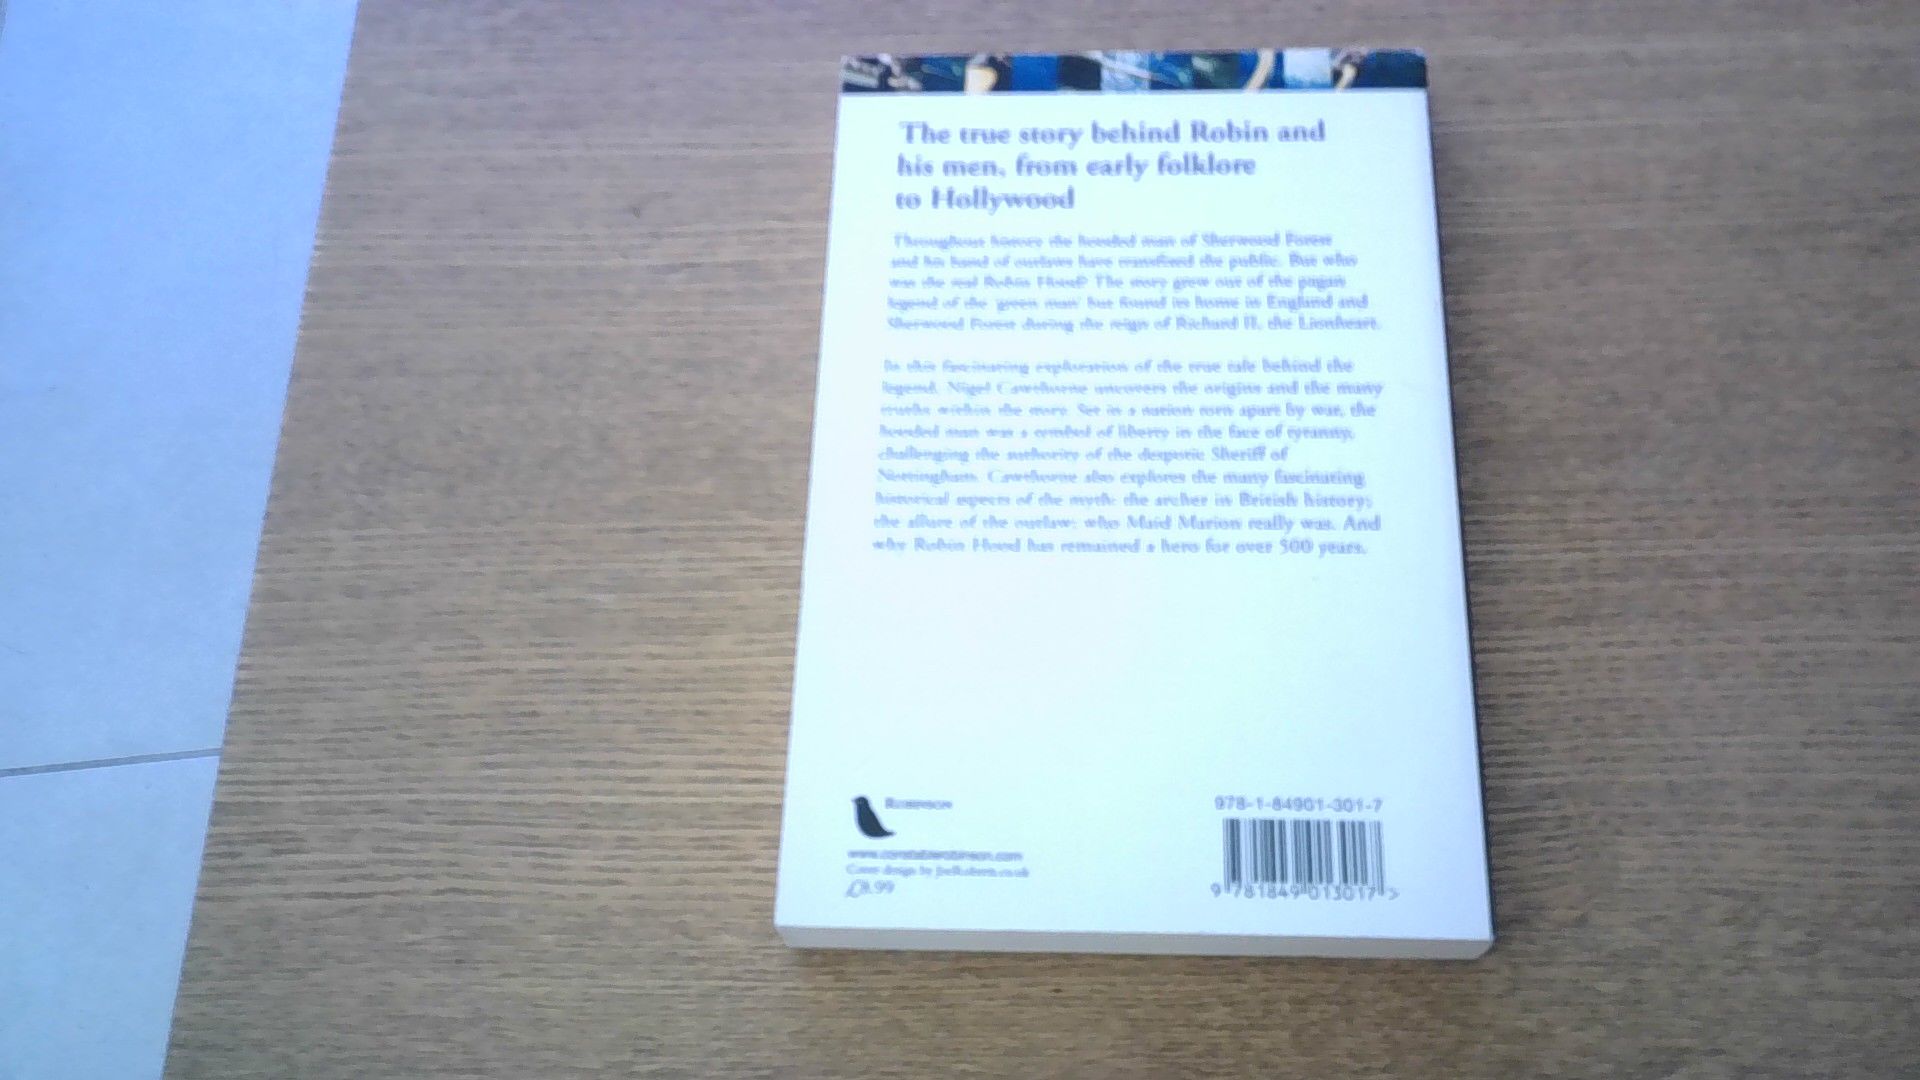 The true story behind Robin and
his men, from early folklore
to Hollywood
Throughout history the hooded man of Sherwood Forest
and his band of outlaws have transfixed the public. But who
was the real Robin Hood? The story grew out of the pagan
legend of the 'green man' but found its home in England and
Sherwood Forest during the reign of Richard II, the Lionheart.
In this fascinating exploration of the true tale behind the
legend, Nigel Cawthorne uncovers the origins and the many
truths within the story. Set in a nation torn apart by war, the
hooded man was a symbol of liberty in the face of tyranny,
challenging the authority of the despotic Sheriff of
Nottingham. Cawthorne also explores the many fascinating
historical aspects of the myth: the archer in British history;
the allure of the outlaw; who Maid Marion really was. And
why Robin Hood has remained a hero for over 500 years.
Robinson
978-1-84901-301-7
www.constablerobinson.com
Cover design by JoeRoberts.co.uk
£8.99
9 781849 013017 >